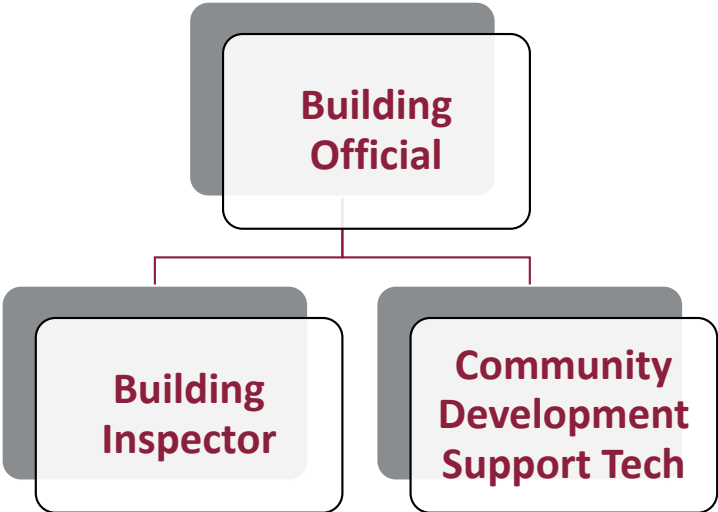 Building
Official
Building
Inspector
Community
Development
Support Tech